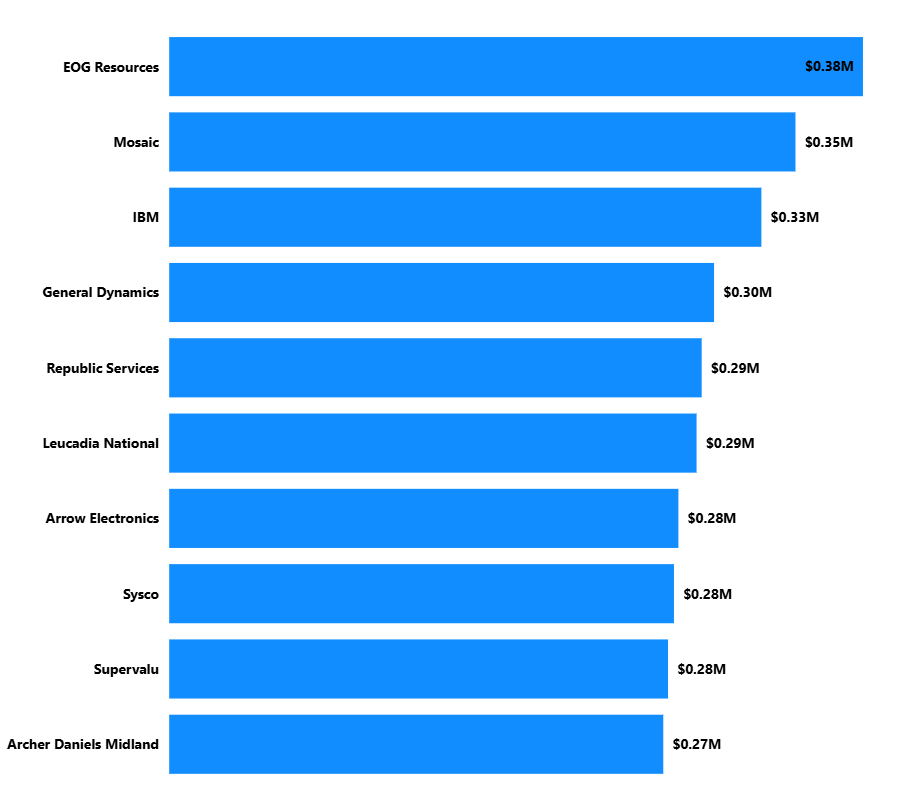 EOG Resources $0.38M
Mosaic $0.35M
IBM $0.33M
General Dynamics $0.30M
Republic Services $0.29M
Leucadia National $0.29M
Arrow Electronics $0.28M
Sysco $0.28M
Supervalu $0.28M
Archer Daniels Midland $0.27M